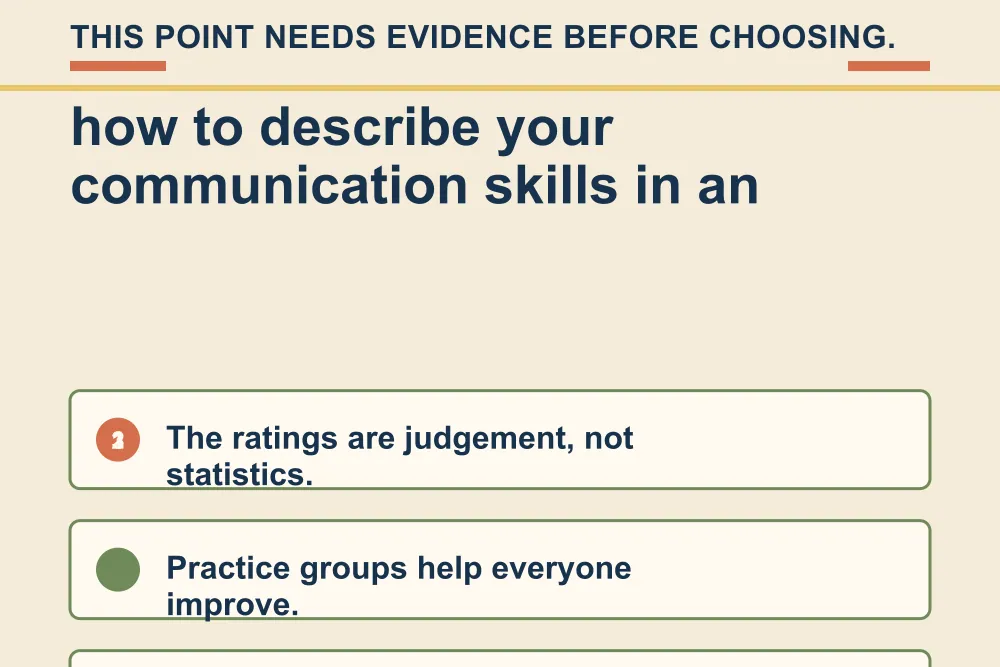 THIS POINT NEEDS EVIDENCE BEFORE CHOOSING.
how to describe your
communication skills in an
The ratings are judgement, not
statistics.
Practice groups help everyone
improve.